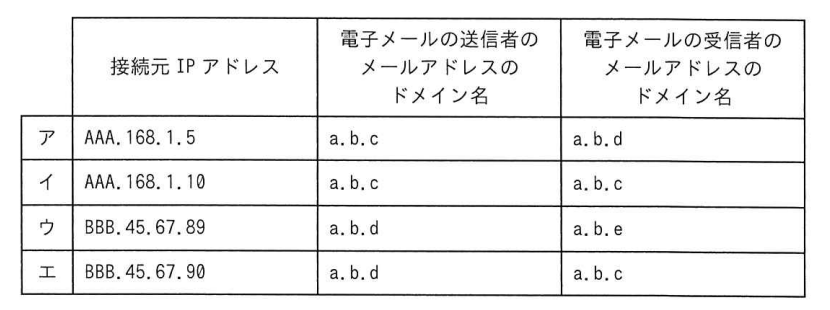 接続元 IP アドレス
電子メールの送信者の
メールアドレスの
ドメイン名
電子メールの受信者の
メールアドレスの
ドメイン名
ア AAA.168.1.5 a.b.c a.b.d
イ AAA.168.1.10 a.b.c a.b.c
ウ BBB.45.67.89 a.b.d a.b.e
エ BBB.45.67.90 a.b.d a.b.c